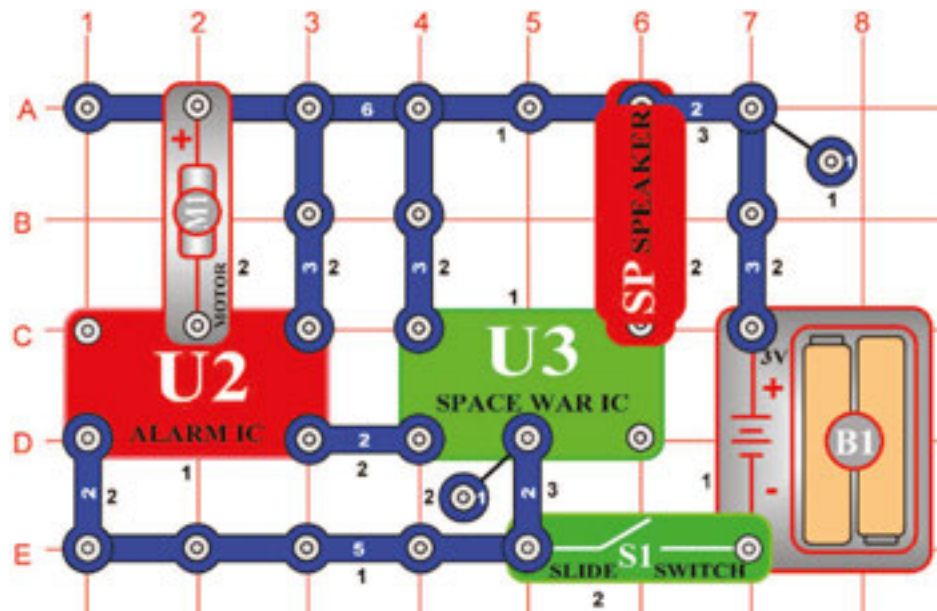 1 2 3 4 5 6 7 8
A 6 1 2 3
+ 1
1
B M1 SPEAKER
3 2 3 2 3
2 2 2
MOTOR SP
1
C 3V
U2 U3 +
SPACE WAR IC
ALARM IC
D 2 B1
1 2 1
2 2 2 1 2 3 -
E 5 S1
SLIDE SWITCH
1 2